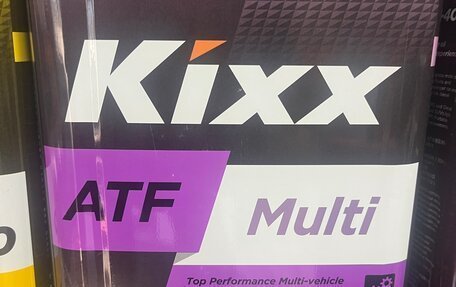 Kixx
ATF
Multi
Top Performance Multi-vehicle